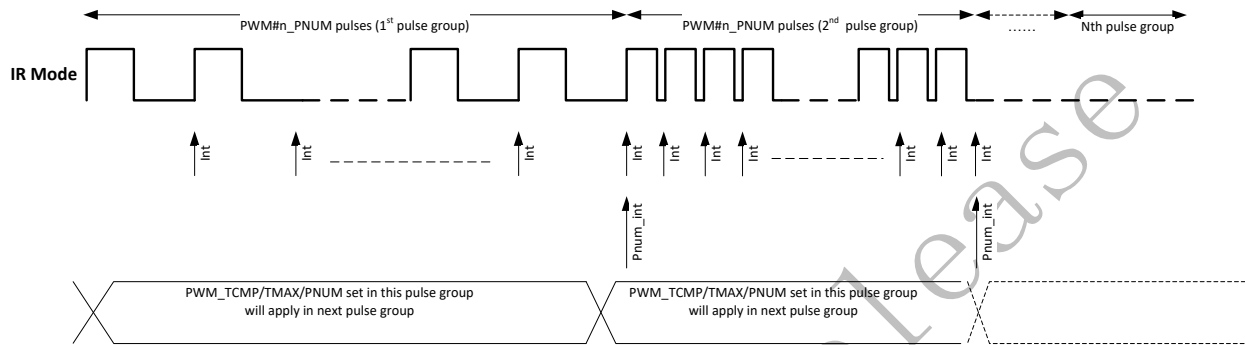 PWM#n_PNUM pulses (1st pulse group)
PWM#n_PNUM pulses (2nd pulse group)
......
Nth pulse group
IR Mode
Int
Int
Int
Int
Int
Int
Int
Int
Int
Int
Pnum_int
Pnum_int
PWM_TCMP/TMAX/PNUM set in this pulse group
will apply in next pulse group
PWM_TCMP/TMAX/PNUM set in this pulse group
will apply in next pulse group
lease